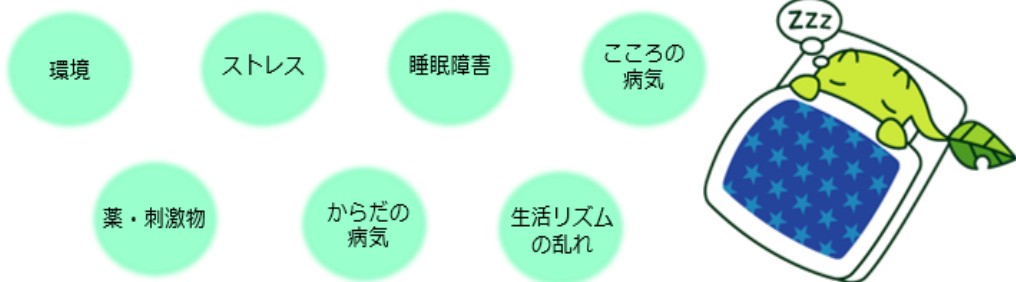 環境
ストレス
睡眠障害
こころの
病気
Zzz
薬・刺激物
からだの
病気
生活リズム
の乱れ